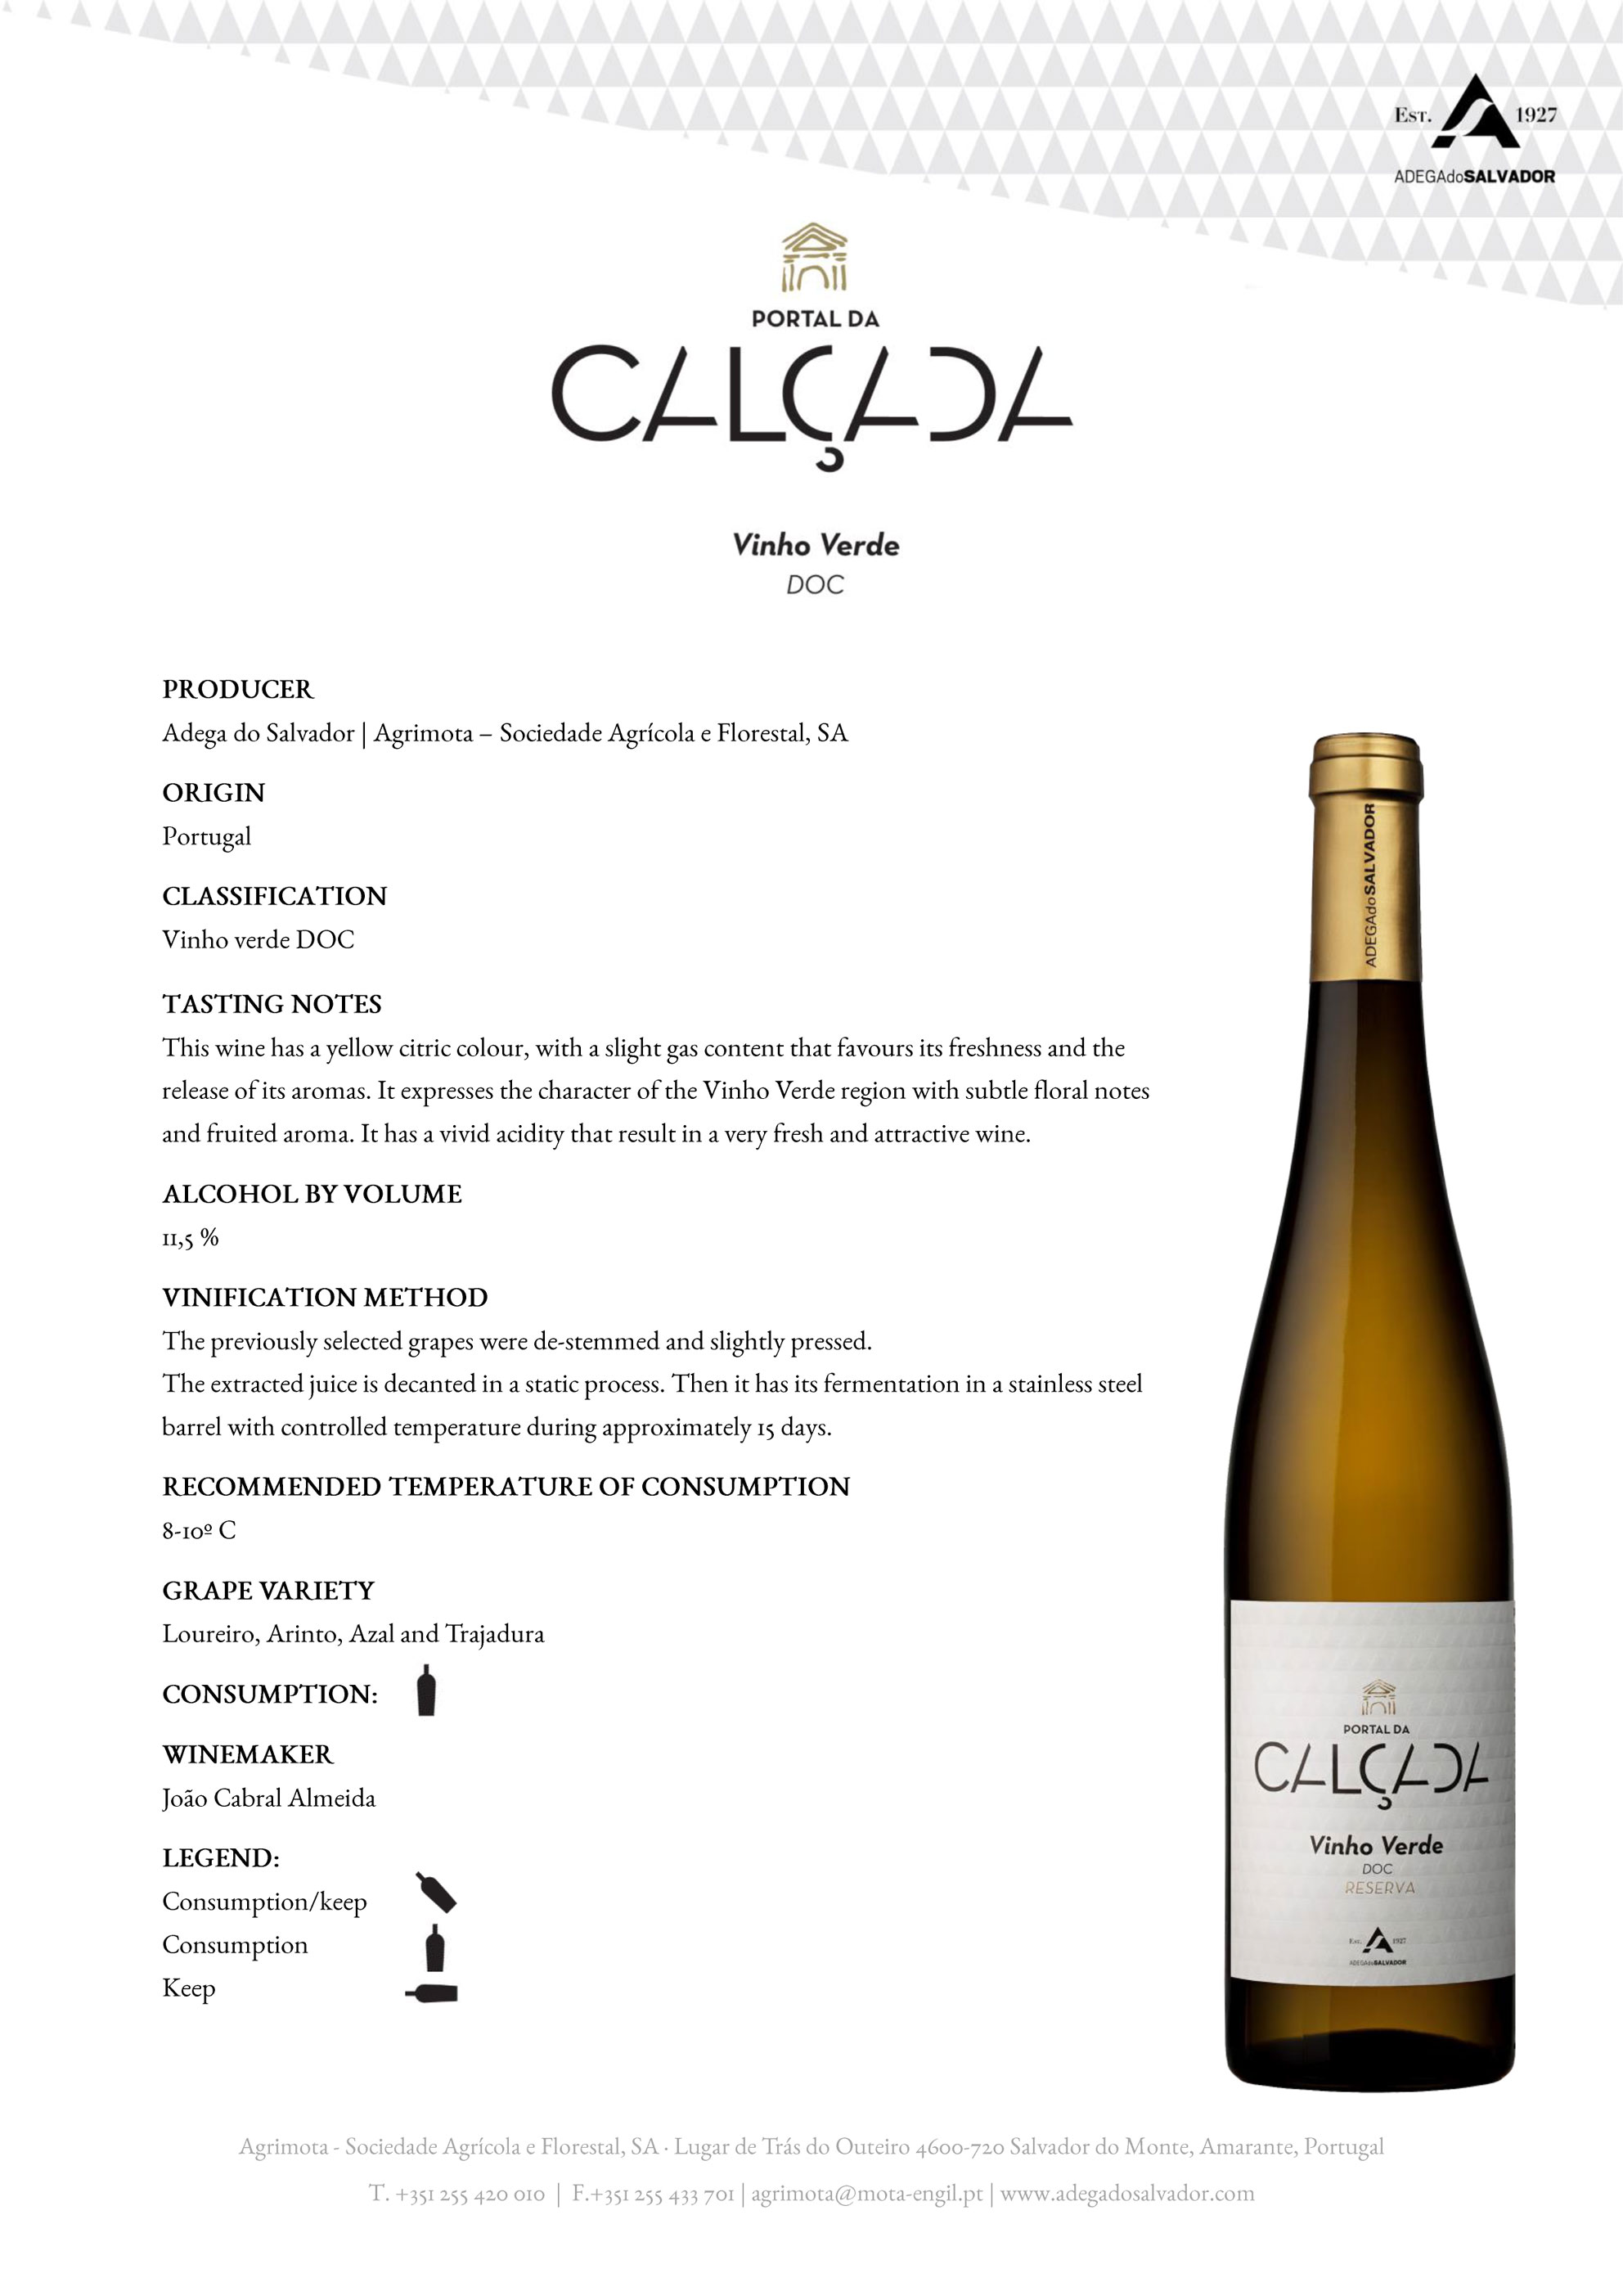 EST. 1927
ADEGAdoSALVADOR
PORTAL DA
CALÇADA
Vinho Verde
DOC
PRODUCER
Adega do Salvador | Agrimota – Sociedade Agrícola e Florestal, SA
ORIGIN
Portugal
CLASSIFICATION
Vinho verde DOC
TASTING NOTES
This wine has a yellow citric colour, with a slight gas content that favours its freshness and the
release of its aromas. It expresses the character of the Vinho Verde region with subtle floral notes
and fruited aroma. It has a vivid acidity that result in a very fresh and attractive wine.
ALCOHOL BY VOLUME
11,5 %
VINIFICATION METHOD
The previously selected grapes were de-stemmed and slightly pressed.
The extracted juice is decanted in a static process. Then it has its fermentation in a stainless steel
barrel with controlled temperature during approximately 15 days.
RECOMMENDED TEMPERATURE OF CONSUMPTION
8-10º C
GRAPE VARIETY
Loureiro, Arinto, Azal and Trajadura
CONSUMPTION:
WINEMAKER
João Cabral Almeida
LEGEND:
Consumption/keep
Consumption
Keep
ADEGAdoSALVADOR
PORTAL DA
CALÇADA
Vinho Verde
DOC
RESERVA
EST. 1927
ADEGAdoSALVADOR
Agrimota - Sociedade Agrícola e Florestal, SA · Lugar de Trás do Outeiro 4600-720 Salvador do Monte, Amarante, Portugal
T. +351 255 420 010 | F.+351 255 433 701 | agrimota@mota-engil.pt | www.adegadosalvador.com